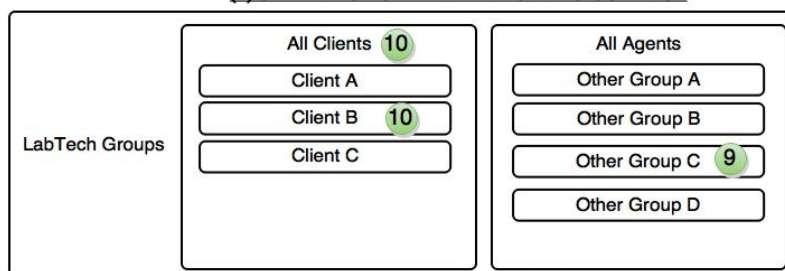 All Clients 10
Client A
Client B 10
Client C
LabTech Groups
All Agents
Other Group A
Other Group B
Other Group C 9
Other Group D